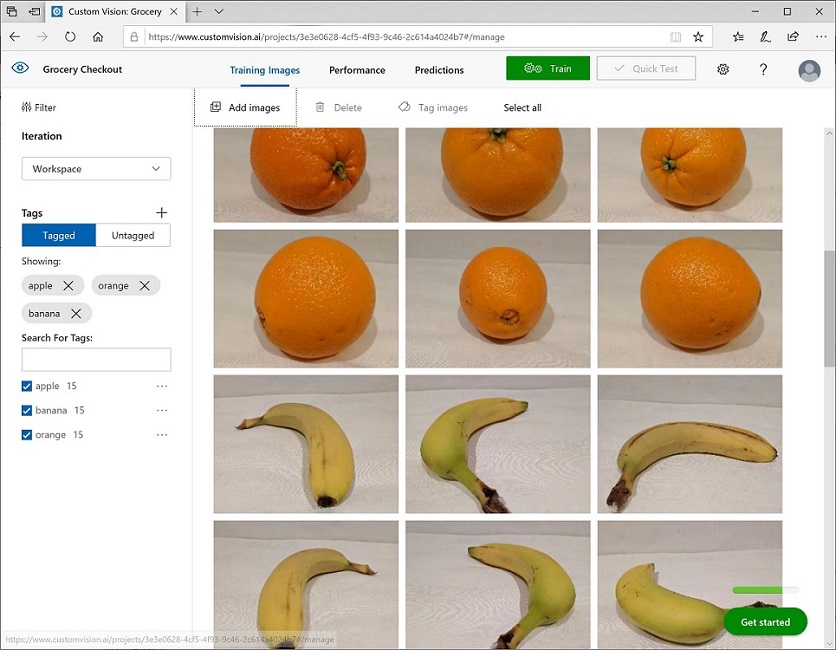 Custom Vision: Grocery
https://www.customvision.ai/projects/3e3e0628-4cf5-4f93-9c46-2c614a4024b7#/manage
Grocery Checkout
Training Images
Performance
Predictions
Train
Quick Test
?
Filter
Add images
Delete
Tag images
Select all
Iteration
Workspace
Tags
Tagged
Untagged
Showing:
apple
orange
banana
Search For Tags:
apple 15
banana 15
orange 15
Get started
https://www.customvision.ai/projects/3e3e0628-4cf5-4f93-9c46-2c614a4024b7#/manage